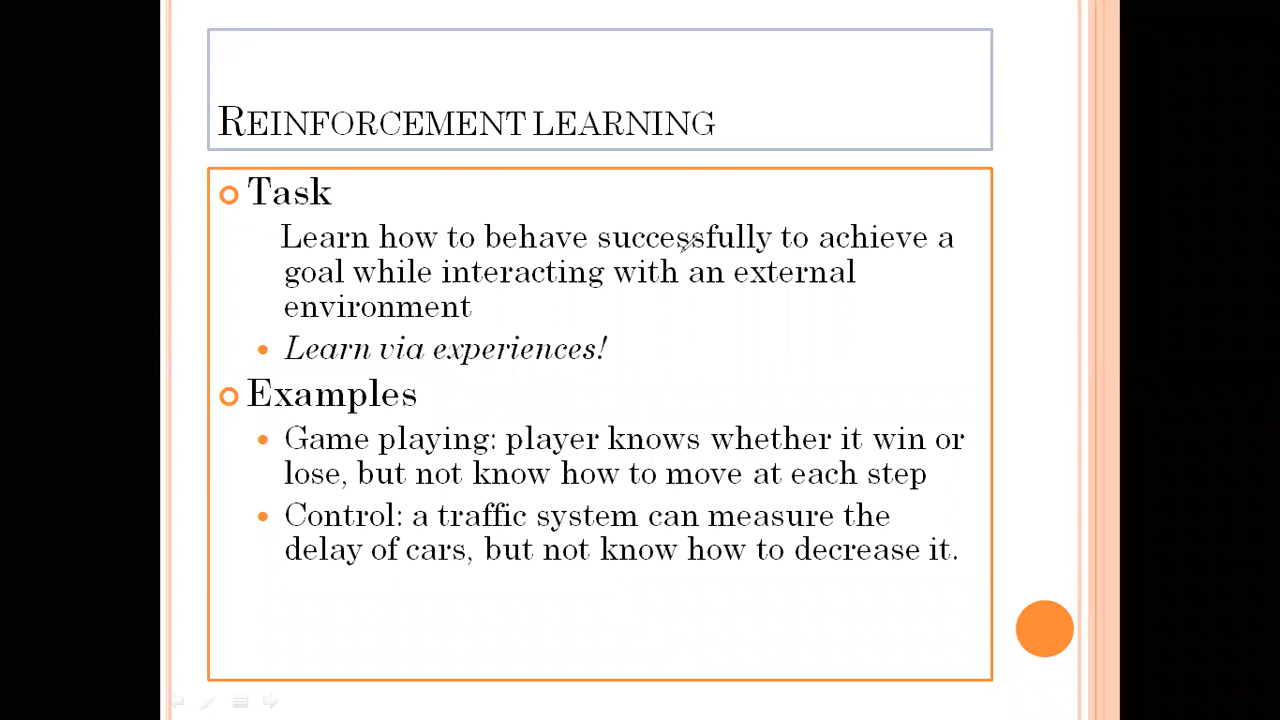 REINFORCEMENT LEARNING
Task
Learn how to behave successfully to achieve a
goal while interacting with an external
environment
Learn via experiences!
Examples
Game playing: player knows whether it win or
lose, but not know how to move at each step
Control: a traffic system can measure the
delay of cars, but not know how to decrease it.